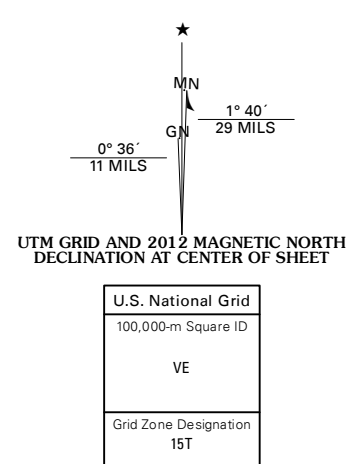 MN
GN
1° 40´
29 MILS
0° 36´
11 MILS
UTM GRID AND 2012 MAGNETIC NORTH
DECLINATION AT CENTER OF SHEET
U.S. National Grid
100,000-m Square ID
VE
Grid Zone Designation
15T